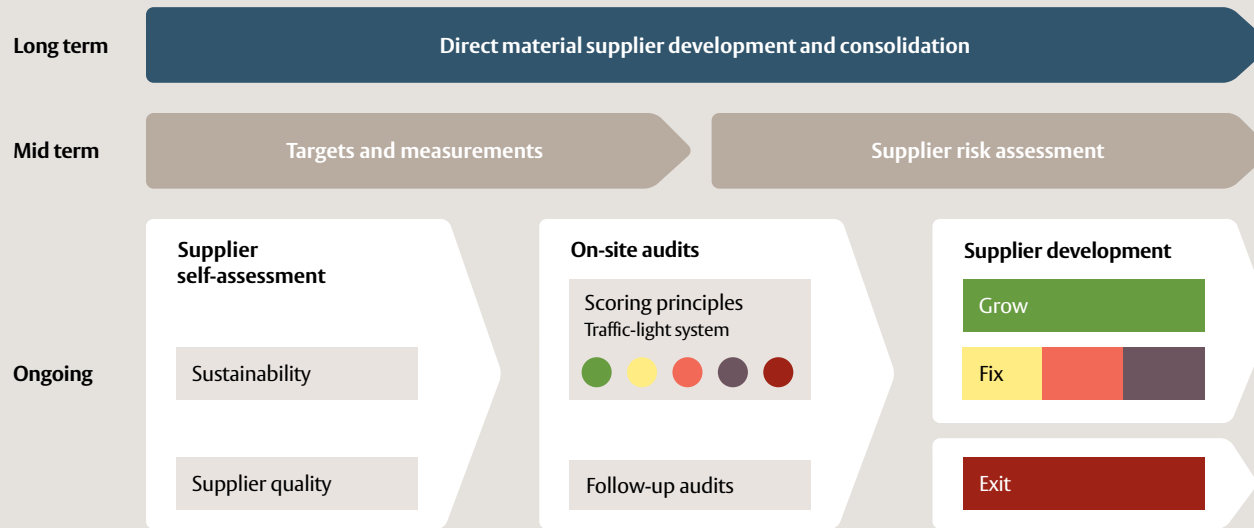 Long term
Direct material supplier development and consolidation
Mid term
Targets and measurements
Supplier risk assessment
Ongoing
Supplier
self-assessment
Sustainability
Supplier quality
On-site audits
Scoring principles
Traffic-light system
Follow-up audits
Supplier development
Grow
Fix
Exit